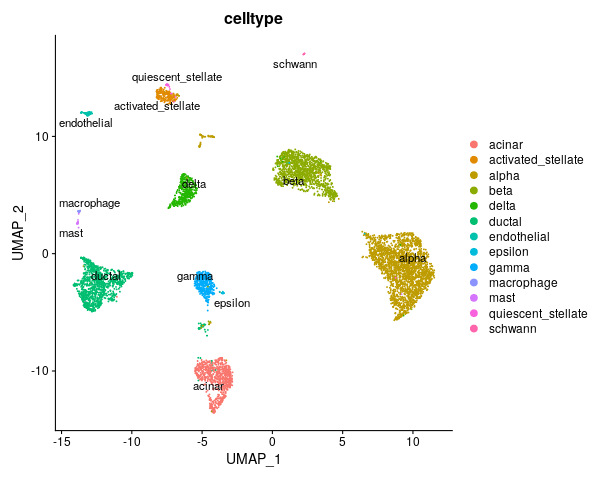 celltype
schwann
quiescent_stellate
activated_stellate
endothelial
delta
beta
macrophage
mast
ductal
gamma
alpha
epsilon
acinar
UMAP_2
10
0
-10
-15
-10
-5
0
5
10
UMAP_1
acinar
activated_stellate
alpha
beta
delta
ductal
endothelial
epsilon
gamma
macrophage
mast
quiescent_stellate
schwann